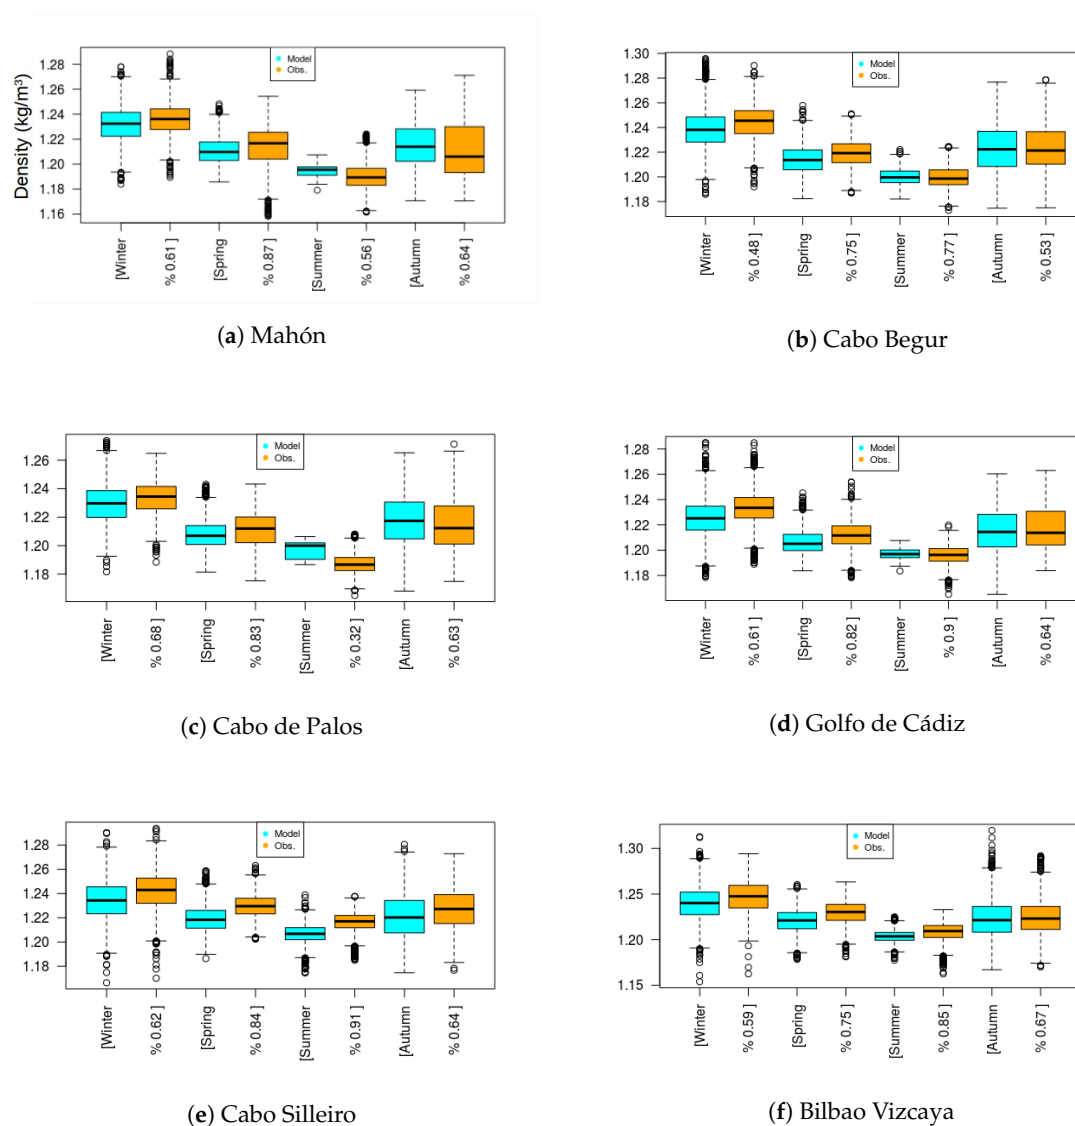 Density (kg/m³)
1.28
1.26
1.24
1.22
1.20
1.18
1.16
Model
Obs.
[Winter
% 0.61 ]
[Spring
% 0.87 ]
[Summer
% 0.56 ]
[Autumn
% 0.64 ]
(a) Mahón
1.30
1.28
1.26
1.24
1.22
1.20
1.18
Model
Obs.
[Winter
% 0.48 ]
[Spring
% 0.75 ]
[Summer
% 0.77 ]
[Autumn
% 0.53 ]
(b) Cabo Begur
1.26
1.24
1.22
1.20
1.18
Model
Obs.
[Winter
% 0.68 ]
[Spring
% 0.83 ]
[Summer
% 0.32 ]
[Autumn
% 0.63 ]
(c) Cabo de Palos
1.28
1.26
1.24
1.22
1.20
1.18
Model
Obs.
[Winter
% 0.61 ]
[Spring
% 0.82 ]
[Summer
% 0.9 ]
[Autumn
% 0.64 ]
(d) Golfo de Cádiz
1.28
1.26
1.24
1.22
1.20
1.18
Model
Obs.
[Winter
% 0.62 ]
[Spring
% 0.84 ]
[Summer
% 0.91 ]
[Autumn
% 0.64 ]
(e) Cabo Silleiro
1.30
1.25
1.20
1.15
Model
Obs.
[Winter
% 0.59 ]
[Spring
% 0.75 ]
[Summer
% 0.85 ]
[Autumn
% 0.67 ]
(f) Bilbao Vizcaya